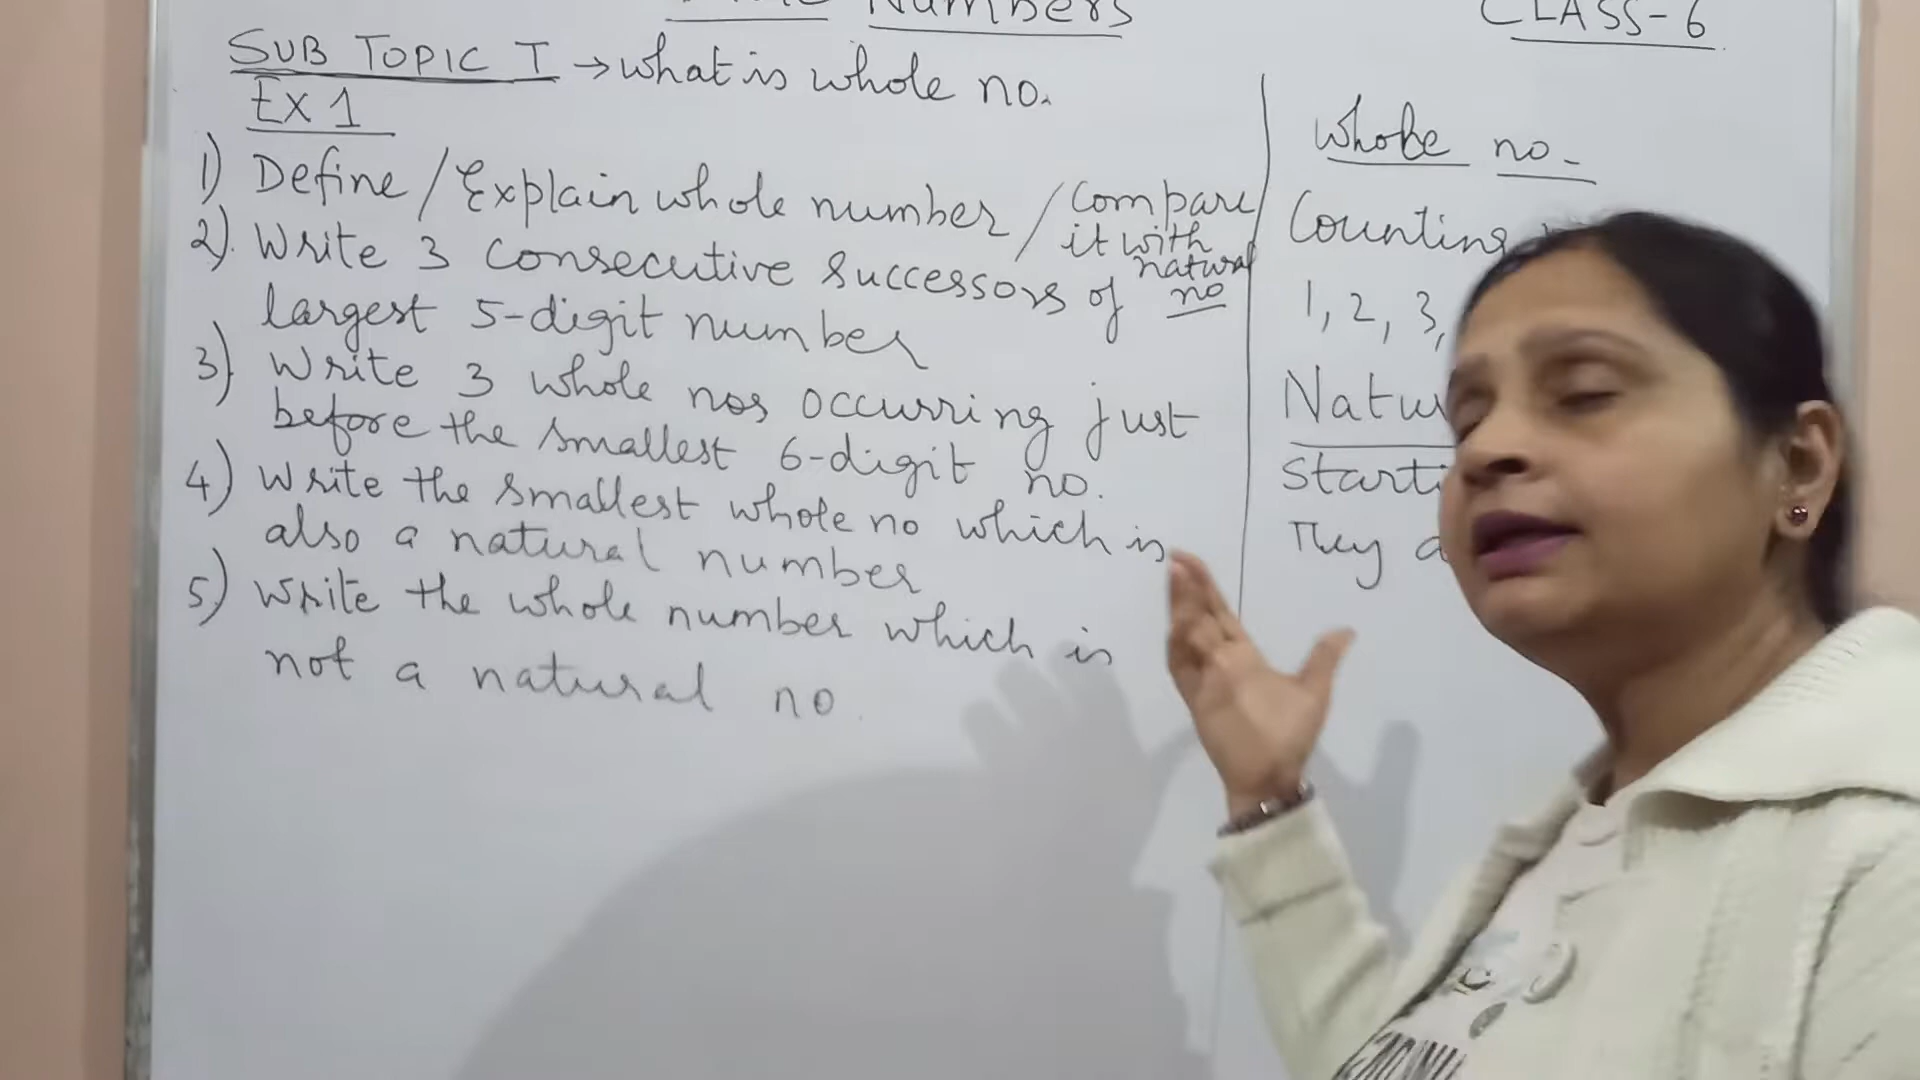 Numbers
CLASS-6
SUB TOPIC I → what is whole no.
EX 1
1) Define / Explain whole number / compare it with natural no
2) Write 3 consecutive successors of
largest 5-digit number
3) Write 3 whole nos occurring just
before the smallest 6-digit no.
4) Write the smallest whole no which is
also a natural number
5) Write the whole number which is
not a natural no.
whole no.
Counting
1, 2, 3,
They